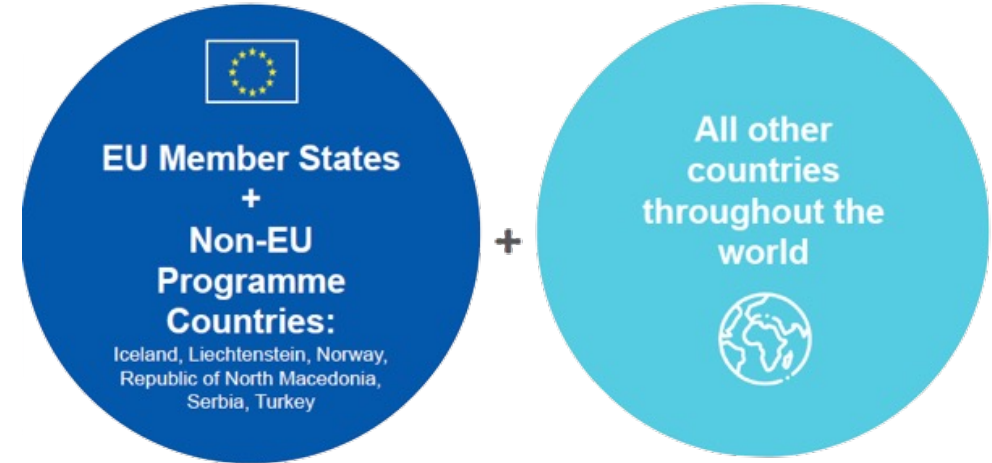 EU Member States
+
Non-EU
Programme
Countries:
Iceland, Liechtenstein, Norway,
Republic of North Macedonia,
Serbia, Turkey
+
All other
countries
throughout the
world